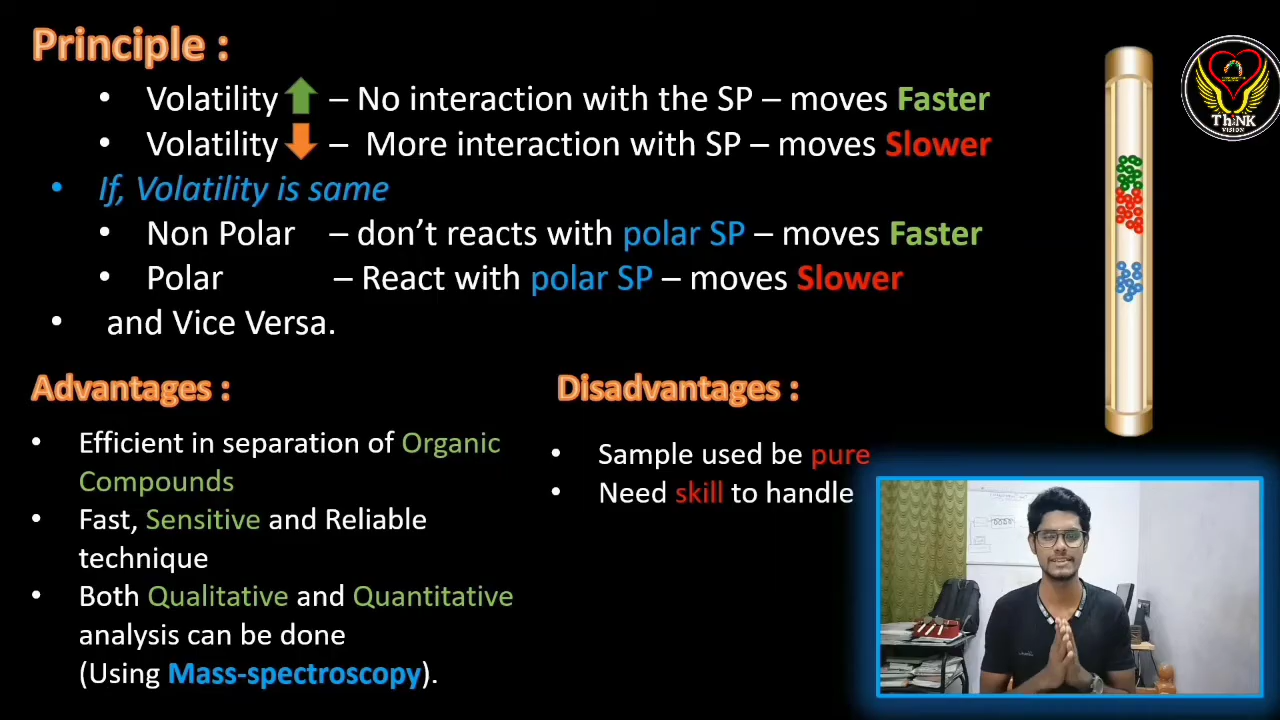 Principle :
Volatility – No interaction with the SP – moves Faster
Volatility – More interaction with SP – moves Slower
If, Volatility is same
Non Polar – don't reacts with polar SP – moves Faster
Polar – React with polar SP – moves Slower
and Vice Versa.
ThiNK
VISION
Advantages :
Efficient in separation of Organic
Compounds
Fast, Sensitive and Reliable
technique
Both Qualitative and Quantitative
analysis can be done
(Using Mass-spectroscopy).
Disadvantages :
Sample used be pure
Need skill to handle